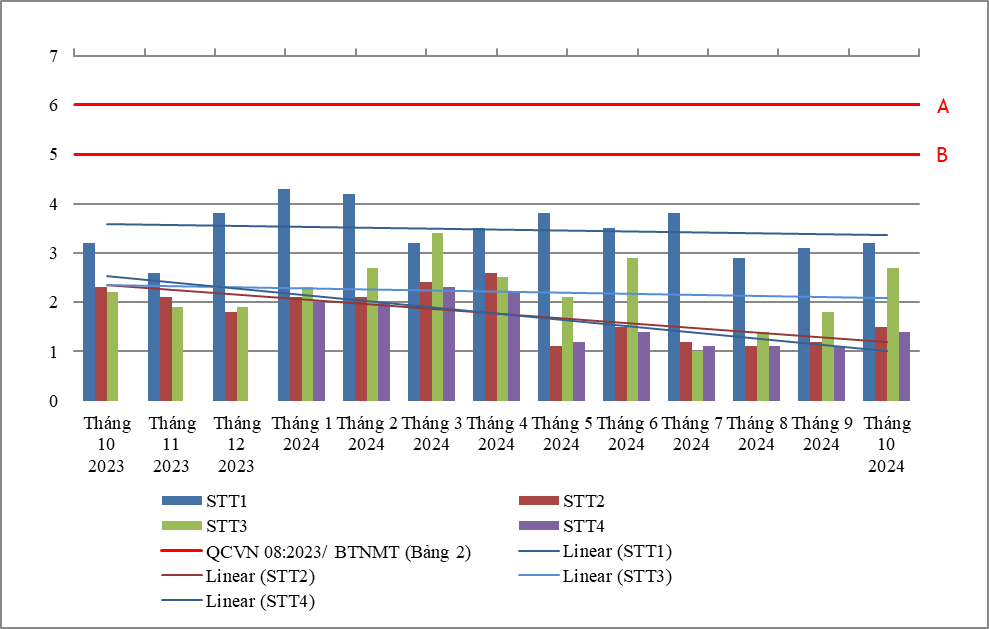 7
6
A
5
B
4
3
2
1
0
Tháng 10 2023
Tháng 11 2023
Tháng 12 2023
Tháng 1 2024
Tháng 2 2024
Tháng 3 2024
Tháng 4 2024
Tháng 5 2024
Tháng 6 2024
Tháng 7 2024
Tháng 8 2024
Tháng 9 2024
Tháng 10 2024
STT1
STT2
STT3
STT4
QCVN 08:2023/ BTNMT (Bảng 2)
Linear (STT1)
Linear (STT2)
Linear (STT3)
Linear (STT4)